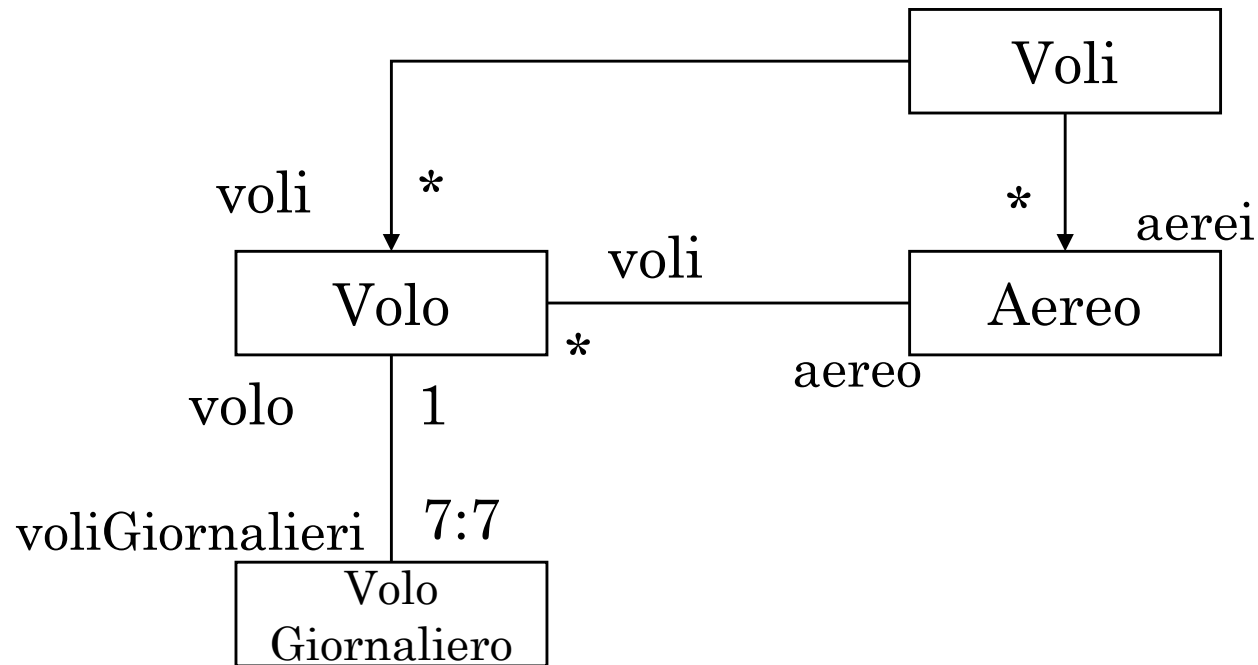 Voli
voli
*
*
aerei
Volo
voli
Aereo
*
aereo
volo
1
voliGiornalieri
7:7
Volo
Giornaliero